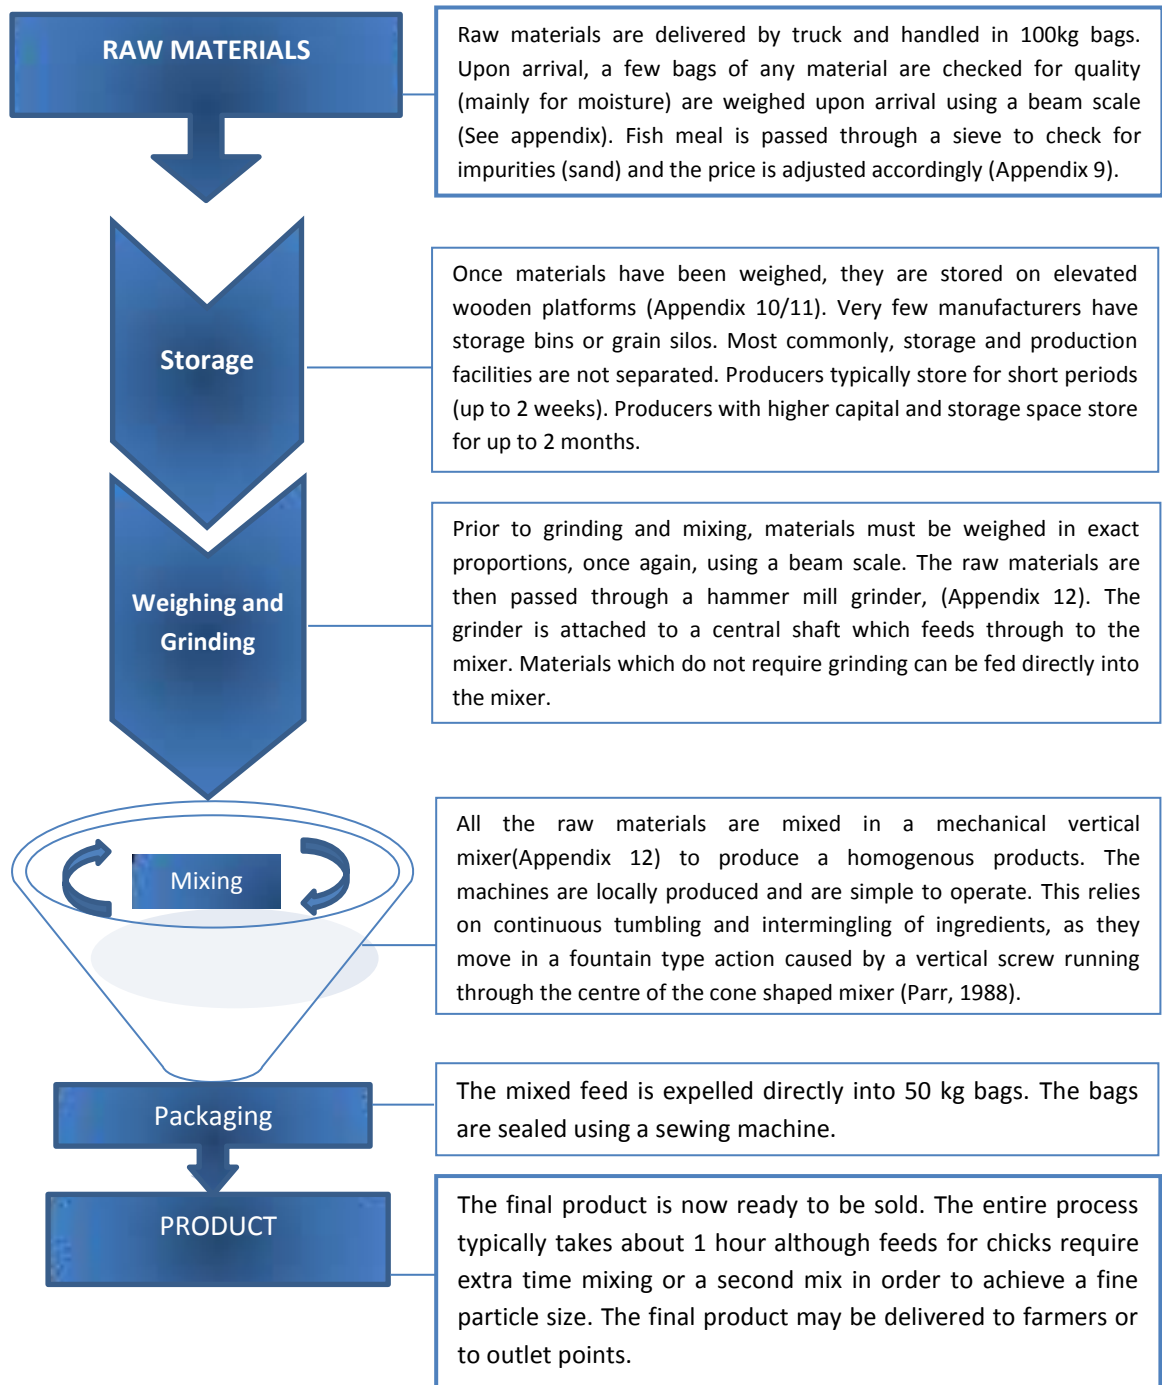 RAW MATERIALS
Raw materials are delivered by truck and handled in 100kg bags.
Upon arrival, a few bags of any material are checked for quality
(mainly for moisture) are weighed upon arrival using a beam scale
(See appendix). Fish meal is passed through a sieve to check for
impurities (sand) and the price is adjusted accordingly (Appendix 9).
Storage
Once materials have been weighed, they are stored on elevated
wooden platforms (Appendix 10/11). Very few manufacturers have
storage bins or grain silos. Most commonly, storage and production
facilities are not separated. Producers typically store for short periods
(up to 2 weeks). Producers with higher capital and storage space store
for up to 2 months.
Weighing and
Grinding
Prior to grinding and mixing, materials must be weighed in exact
proportions, once again, using a beam scale. The raw materials are
then passed through a hammer mill grinder, (Appendix 12). The
grinder is attached to a central shaft which feeds through to the
mixer. Materials which do not require grinding can be fed directly into
the mixer.
Mixing
All the raw materials are mixed in a mechanical vertical
mixer(Appendix 12) to produce a homogenous products. The
machines are locally produced and are simple to operate. This relies
on continuous tumbling and intermingling of ingredients, as they
move in a fountain type action caused by a vertical screw running
through the centre of the cone shaped mixer (Parr, 1988).
Packaging
The mixed feed is expelled directly into 50 kg bags. The bags
are sealed using a sewing machine.
PRODUCT
The final product is now ready to be sold. The entire process
typically takes about 1 hour although feeds for chicks require
extra time mixing or a second mix in order to achieve a fine
particle size. The final product may be delivered to farmers or
to outlet points.